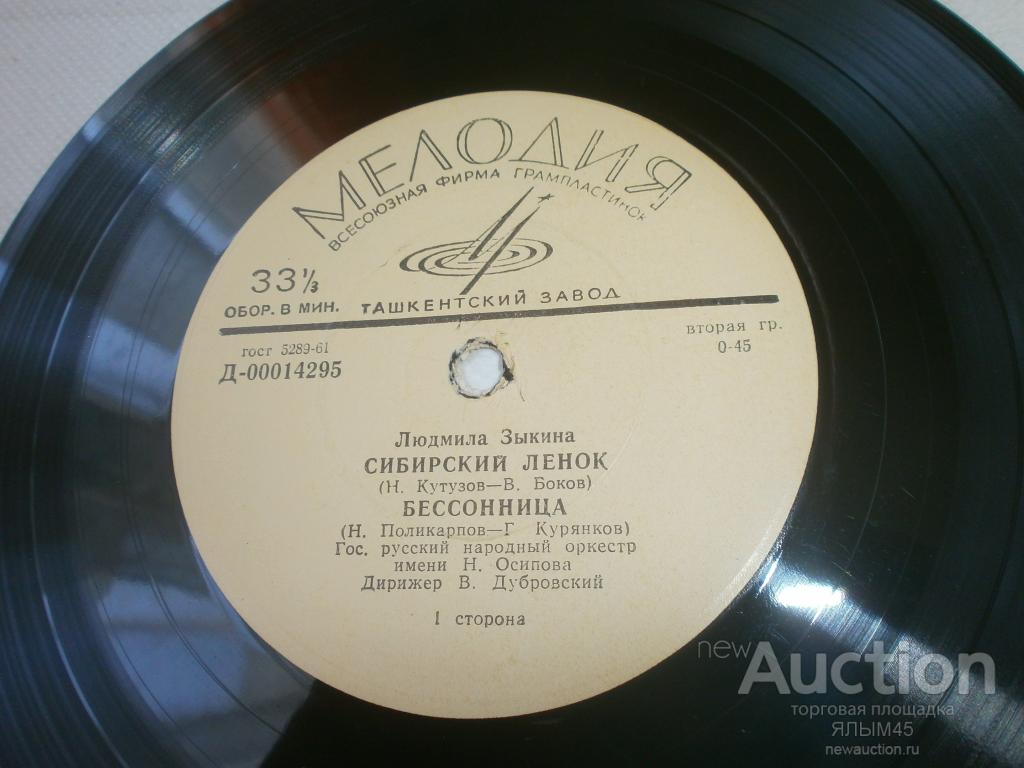 МЕЛОДИЯ
ВСЕСОЮЗНАЯ ФИРМА ГРАМПЛАСТИНОК
33⅓
ОБОР. В МИН.
ТАШКЕНТСКИЙ ЗАВОД
гост 5289-61
Д-00014295
вторая гр.
0-45
Людмила Зыкина
СИБИРСКИЙ ЛЕНОК
(Н. Кутузов—В. Боков)
БЕССОННИЦА
(Н. Поликарпов—Г Курянков)
Гос. русский народный оркестр
имени Н. Осипова
Дирижер В. Дубровский
1 сторона
newAuction
торговая площадка
ЯЛЫМ45
newauction.ru